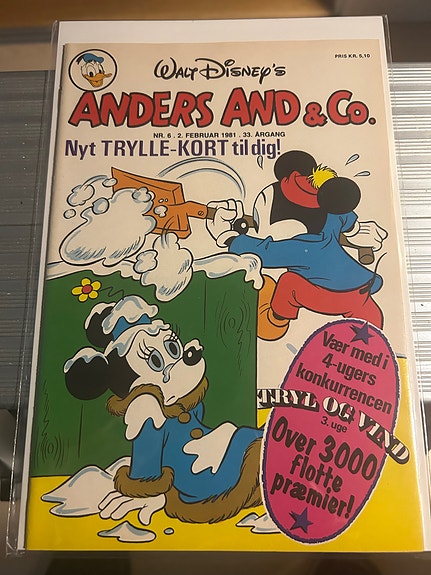 WALT DISNEY'S
PRIS KR. 5,10
ANDERS AND & Co.
NR. 6 . 2. FEBRUAR 1981 . 33. ÅRGANG
Nyt TRYLLE-KORT til dig!
Vær med i
4-ugers
konkurrencen
TRYL OG VIND
3. uge
Over 3000
flotte
præmier!